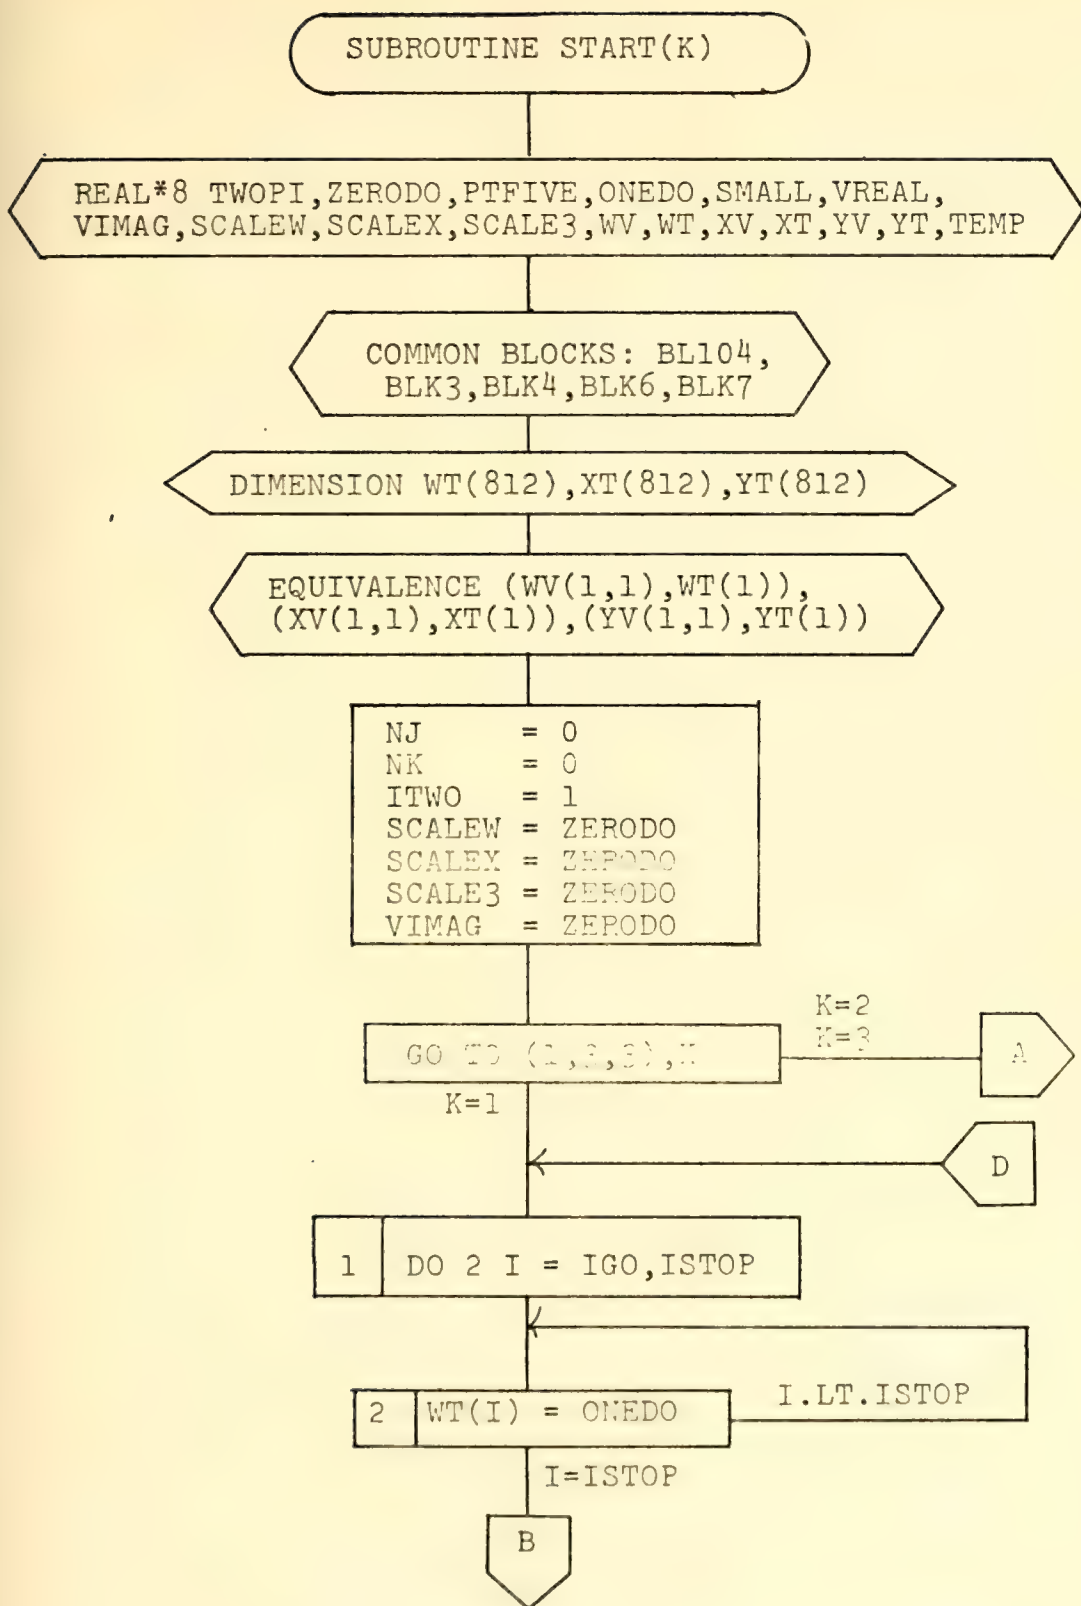 SUBROUTINE START(K)
REAL*8 TWOPI,ZERODO,PTFIVE,ONEDO,SMALL,VREAL,
VIMAG,SCALEW,SCALEX,SCALE3,WV,WT,XV,XT,YV,YT,TEMP
COMMON BLOCKS: BL104,
BLK3,BLK4,BLK6,BLK7
DIMENSION WT(812),XT(812),YT(812)
EQUIVALENCE (WV(1,1),WT(1)),
(XV(1,1),XT(1)),(YV(1,1),YT(1))
NJ = 0
NK = 0
ITWO = 1
SCALEW = ZERODO
SCALEX = ZERODO
SCALE3 = ZERODO
VIMAG = ZERODO
K=2
K=3
GO TO
A
K=1
D
1 DO 2 I = IGO,ISTOP
2 WT(I) = ONEDO
I.LT.ISTOP
I=ISTOP
B